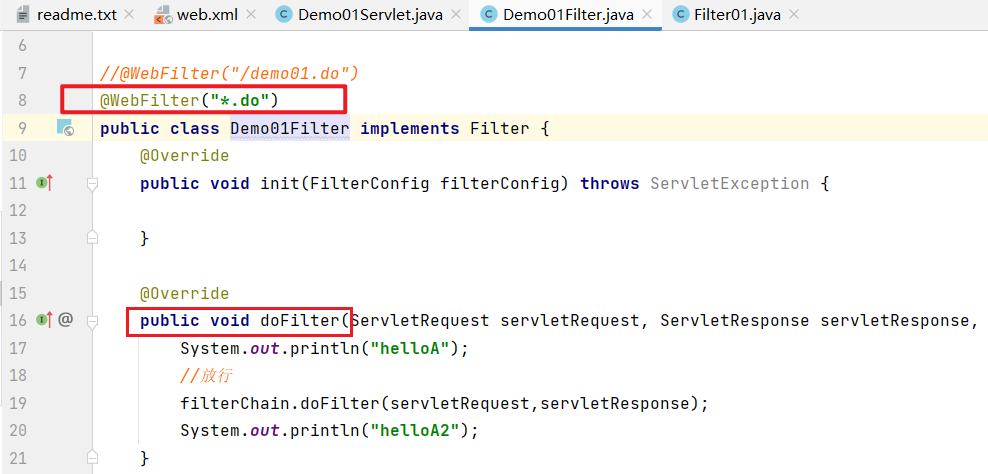 readme.txt web.xml Demo01Servlet.java Demo01Filter.java Filter01.java
6
7 //@WebFilter("/demo01.do")
8 @WebFilter("*.do")
9 public class Demo01Filter implements Filter {
10 @Override
11 public void init(FilterConfig filterConfig) throws ServletException {
12
13 }
14
15 @Override
16 @ public void doFilter(ServletRequest servletRequest, ServletResponse servletResponse,
17 System.out.println("helloA");
18 //放行
19 filterChain.doFilter(servletRequest,servletResponse);
20 System.out.println("helloA2");
21 }